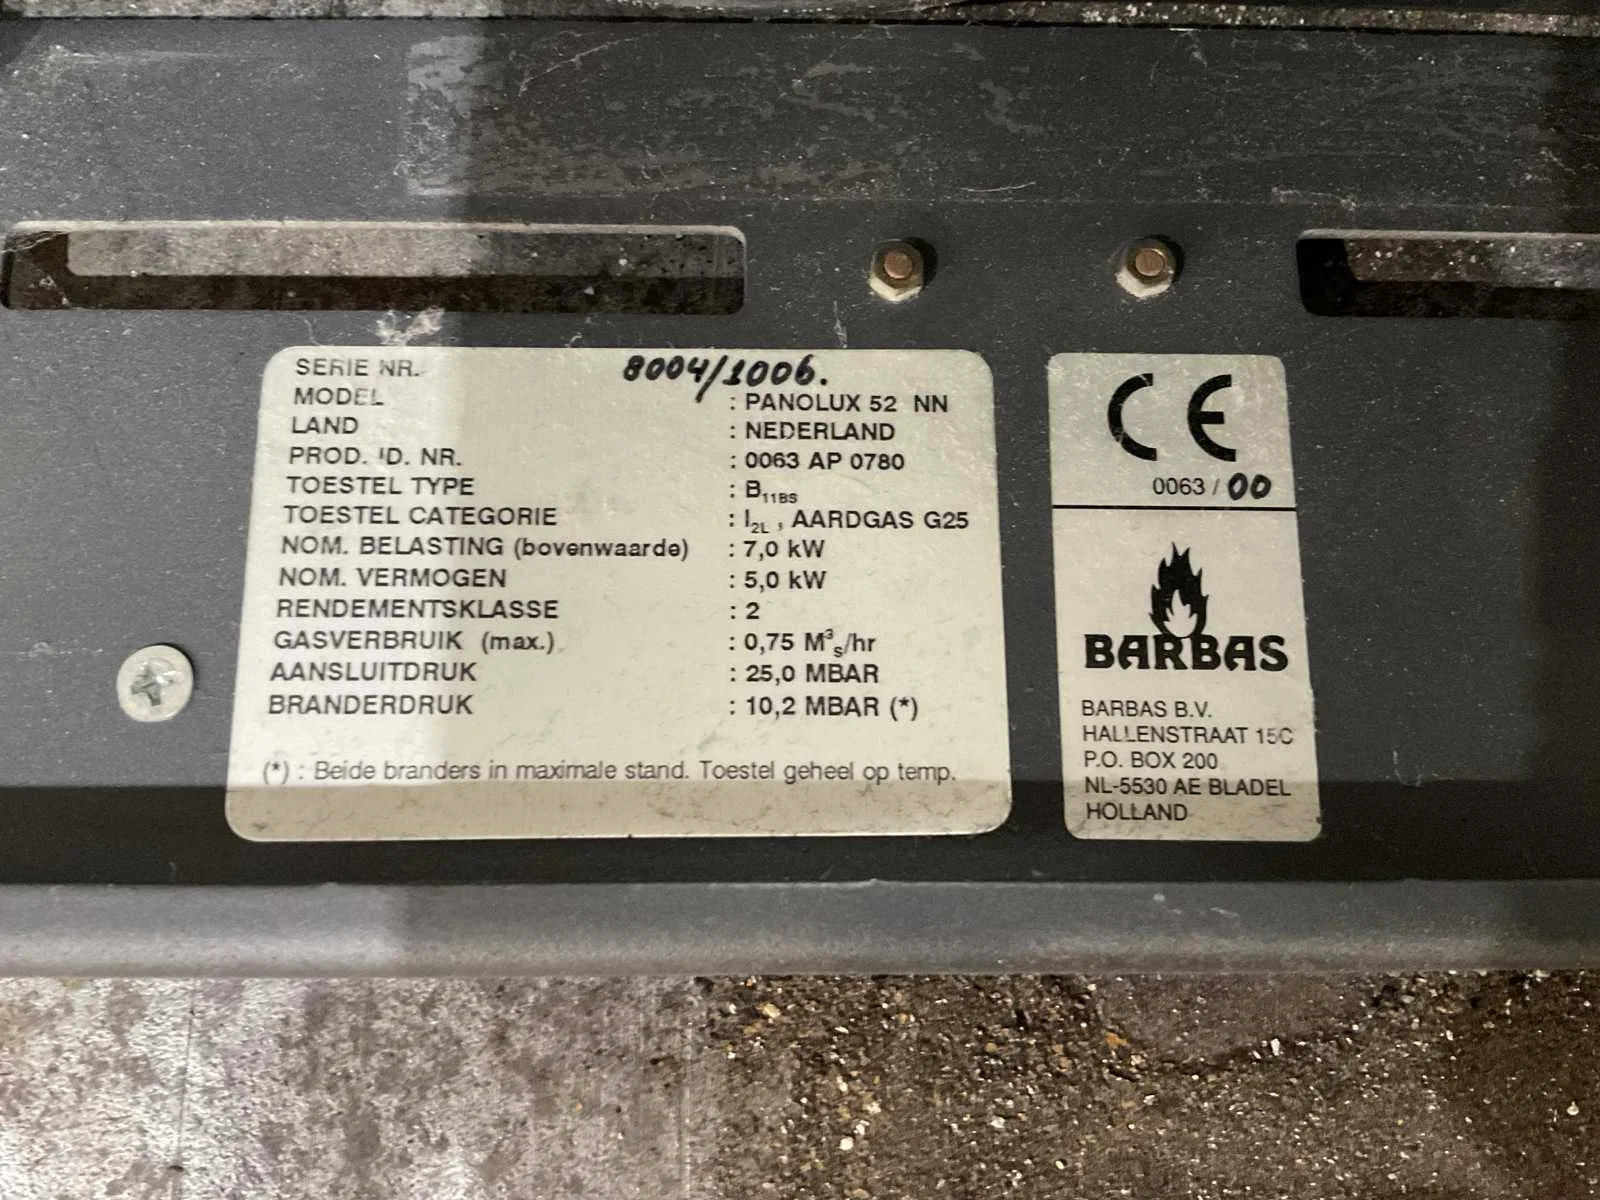 SERIE NR. 8004/1006.
MODEL : PANOLUX 52 NN
LAND : NEDERLAND
PROD. ID. NR. : 0063 AP 0780
TOESTEL TYPE : B11BS
TOESTEL CATEGORIE : I2L , AARDGAS G25
NOM. BELASTING (bovenwaarde) : 7,0 kW
NOM. VERMOGEN : 5,0 kW
RENDEMENTSKLASSE : 2
GASVERBRUIK (max.) : 0,75 M³s/hr
AANSLUITDRUK : 25,0 MBAR
BRANDERDRUK : 10,2 MBAR (*)
(*) : Beide branders in maximale stand. Toestel geheel op temp.
CE
0063 / 00
BARBAS
BARBAS B.V.
HALLENSTRAAT 15C
P.O. BOX 200
NL-5530 AE BLADEL
HOLLAND